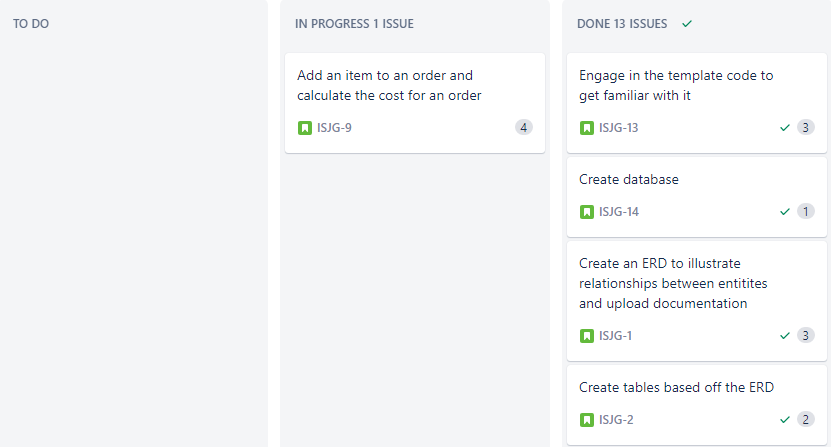 TO DO
IN PROGRESS 1 ISSUE
Add an item to an order and
calculate the cost for an order
ISJG-9
4
DONE 13 ISSUES
Engage in the template code to
get familiar with it
ISJG-13
3
Create database
ISJG-14
1
Create an ERD to illustrate
relationships between entitites
and upload documentation
ISJG-1
3
Create tables based off the ERD
ISJG-2
2